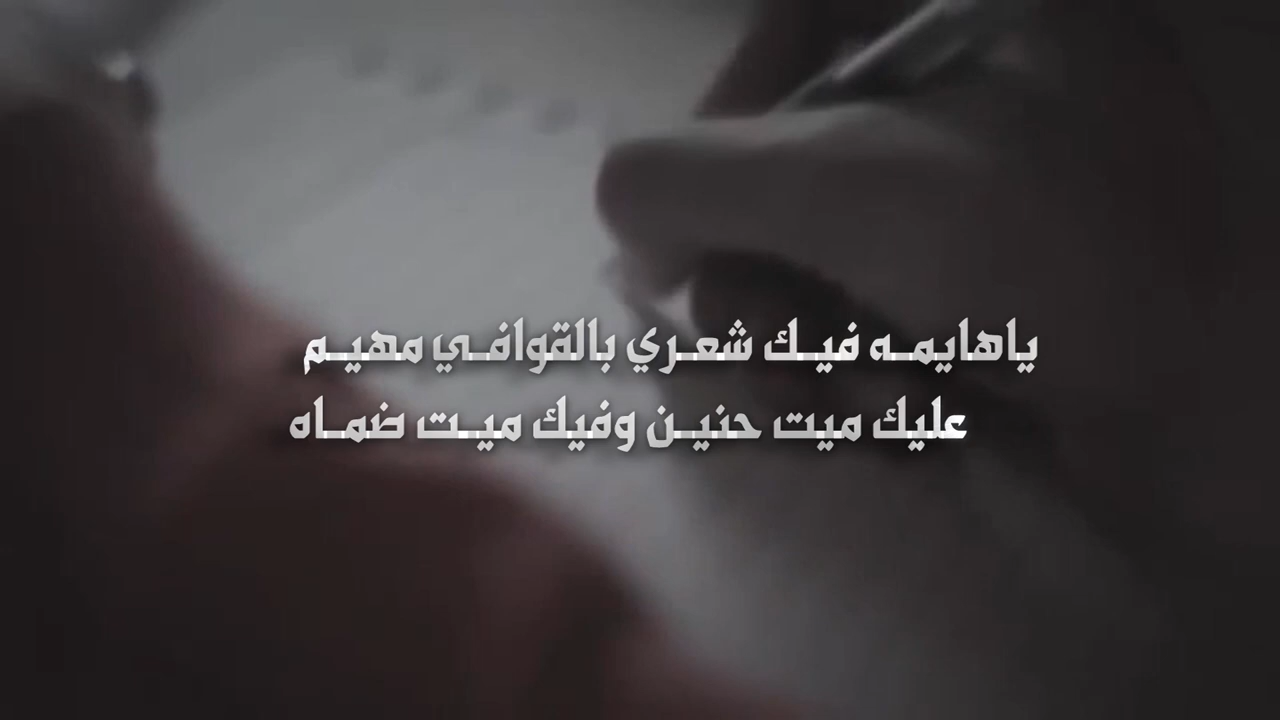 ياهايمه فيك شعري بالقوافي مهيم
عليك ميت حنين وفيك ميت ضماه